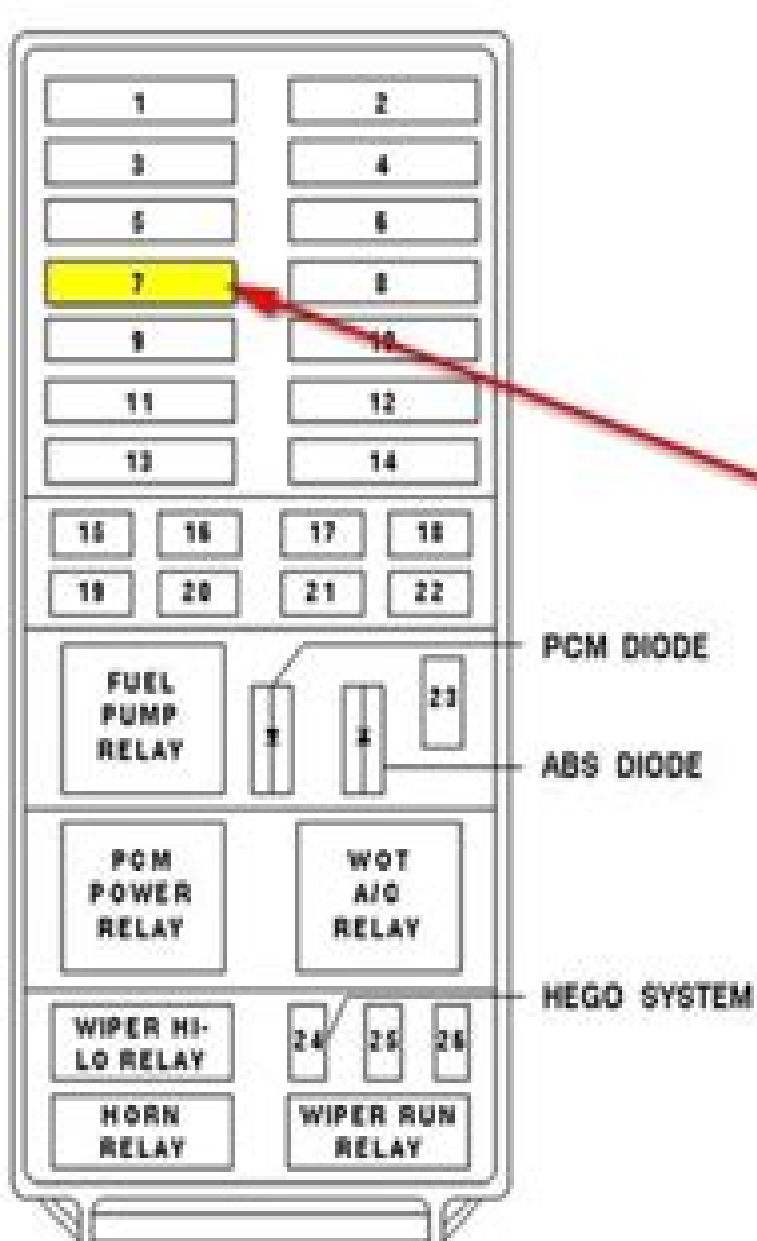 1 2
3 4
5 6
7 8
9 10
11 12
13 14
15 16 17 18
19 20 21 22
FUEL
PUMP
RELAY
PCM DIODE
23
ABS DIODE
PCM
POWER
RELAY
WOT
A/C
RELAY
HEGO SYSTEM
WIPER HI-
LO RELAY
24 25 26
HORN
RELAY
WIPER RUN
RELAY